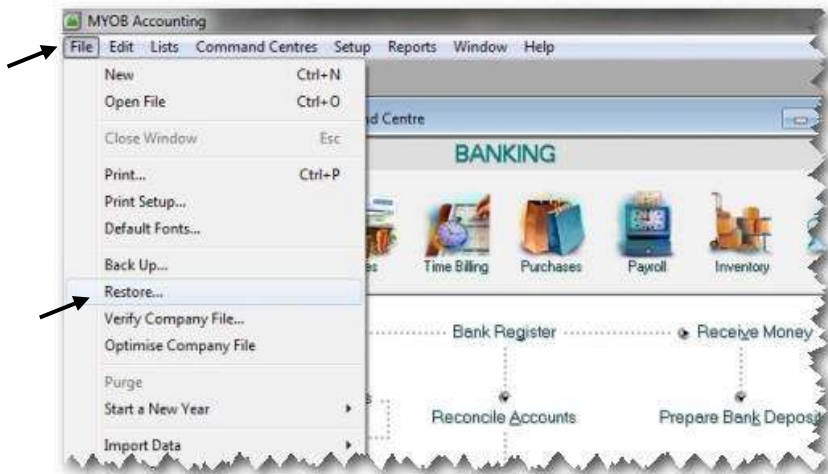 MYOB Accounting
File Edit Lists Command Centres Setup Reports Window Help
New Ctrl+N
Open File Ctrl+O
Close Window Esc
Print... Ctrl+P
Print Setup...
Default Fonts...
Back Up...
Restore...
Verify Company File...
Optimise Company File
Purge
Start a New Year
Import Data
Centre
BANKING
Time Billing Purchases Payroll Inventory
Bank Register Receive Money
Reconcile Accounts Prepare Bank Deposit